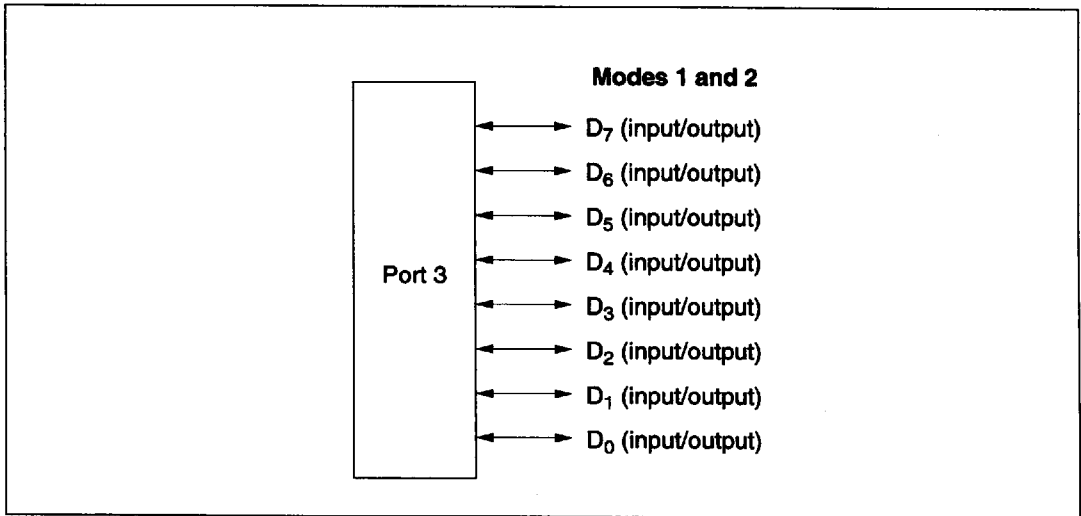 Modes 1 and 2
D7 (input/output)
D6 (input/output)
D5 (input/output)
D4 (input/output)
Port 3
D3 (input/output)
D2 (input/output)
D1 (input/output)
D0 (input/output)